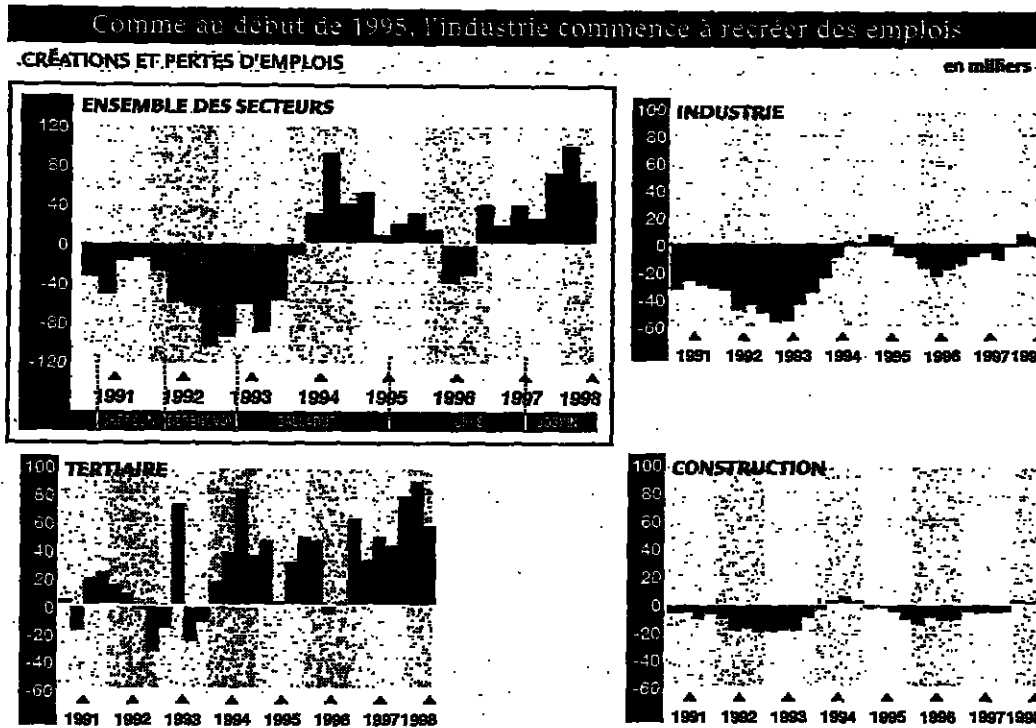 Comme au début de 1995, l'industrie commence à recréer des emplois
CRÉATIONS ET PERTES D'EMPLOIS
en milliers
ENSEMBLE DES SECTEURS
120
80
40
0
-40
-80
-120
1991 1992 1993 1994 1995 1996 1997 1998
JOSPIN
INDUSTRIE
100
80
60
40
20
0
-20
-40
-60
1991 1992 1993 1994 1995 1996 1997
TERTIAIRE
100
80
60
40
20
0
-20
-40
-60
1991 1992 1993 1994 1995 1996 1997 1998
CONSTRUCTION
100
80
60
40
20
0
-20
-40
-60
1991 1992 1993 1994 1995 1996 1997